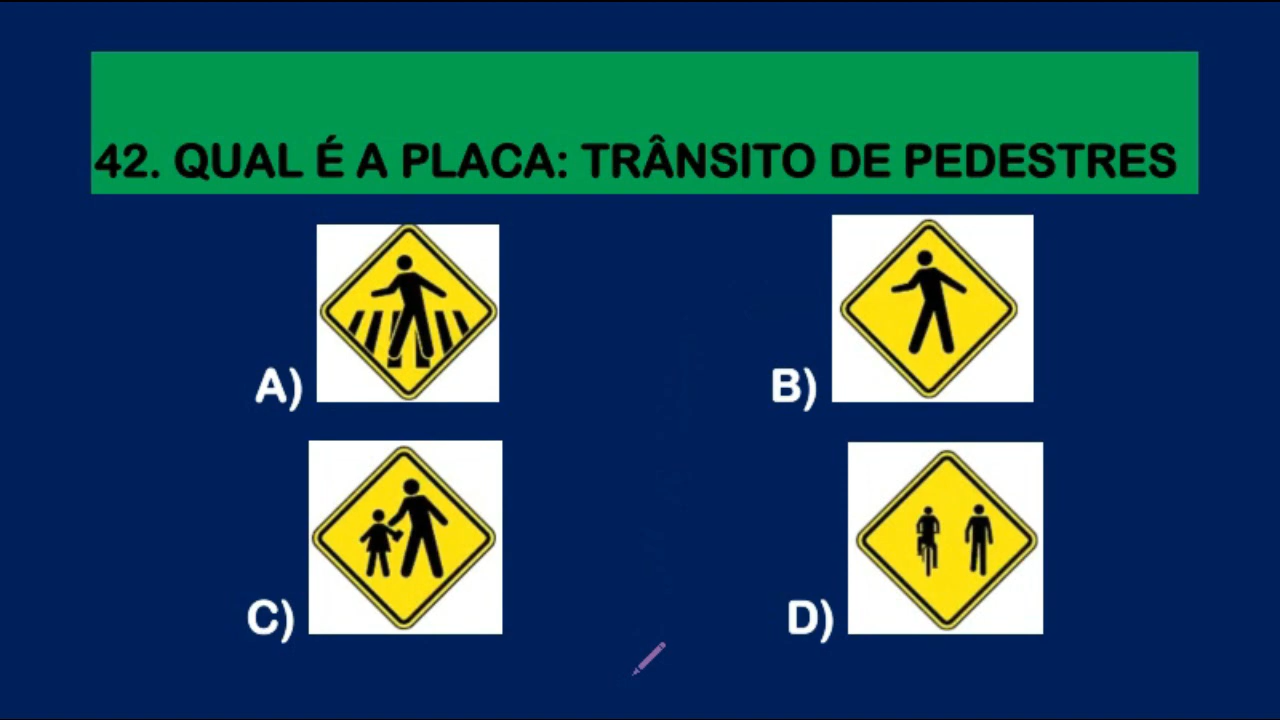 42. QUAL É A PLACA: TRÂNSITO DE PEDESTRES
A)
B)
C)
D)